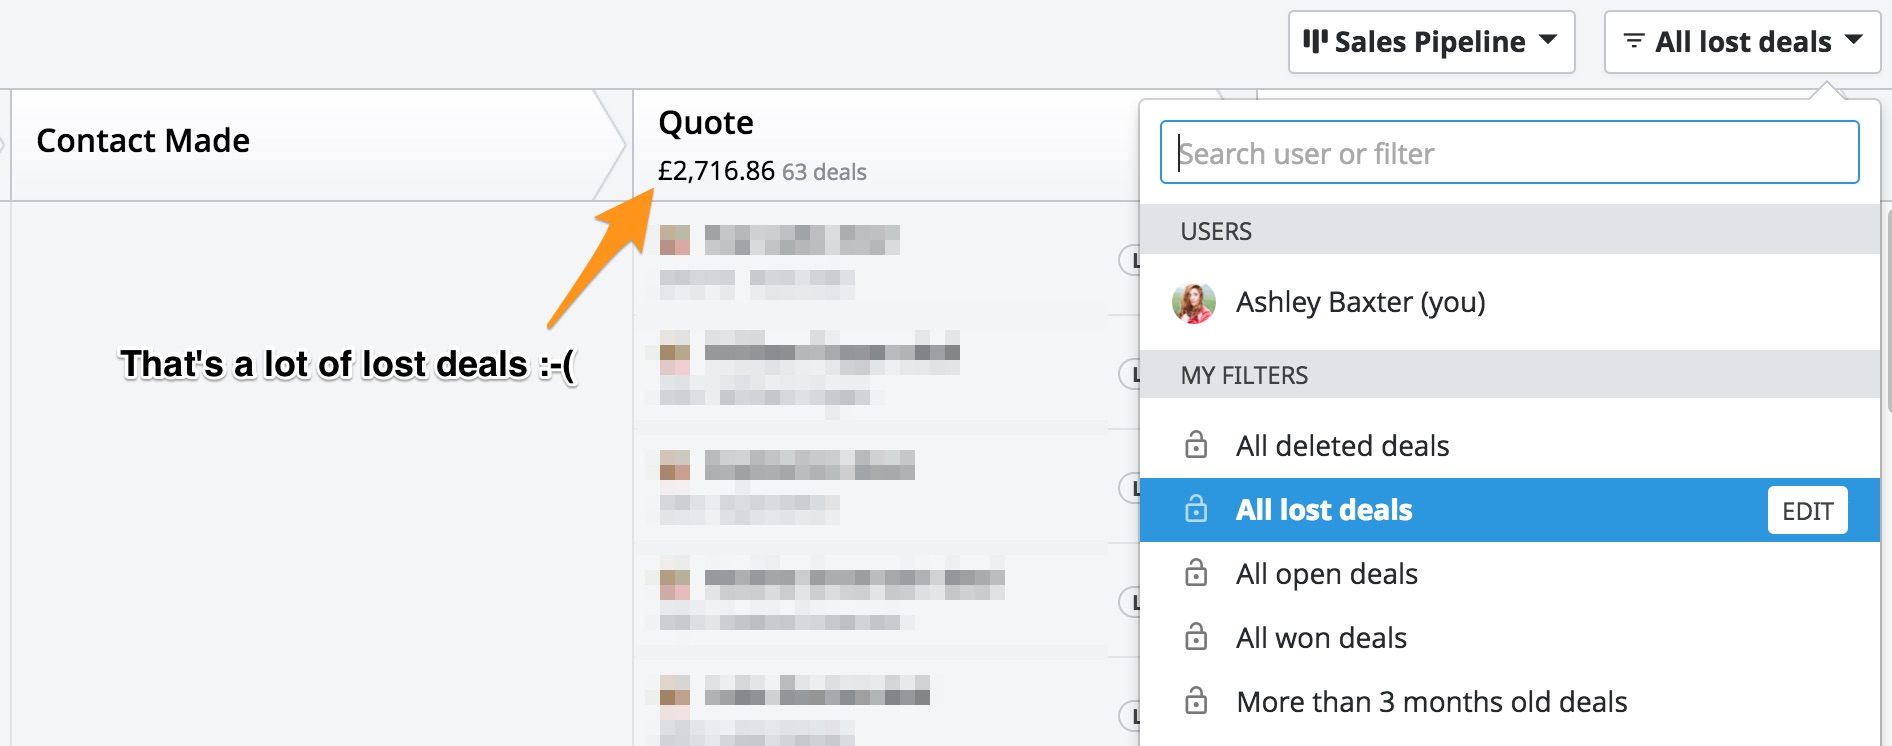 Sales Pipeline
All lost deals
Contact Made
Quote
£2,716.86 63 deals
That's a lot of lost deals :-(
Search user or filter
USERS
Ashley Baxter (you)
MY FILTERS
All deleted deals
All lost deals
EDIT
All open deals
All won deals
More than 3 months old deals